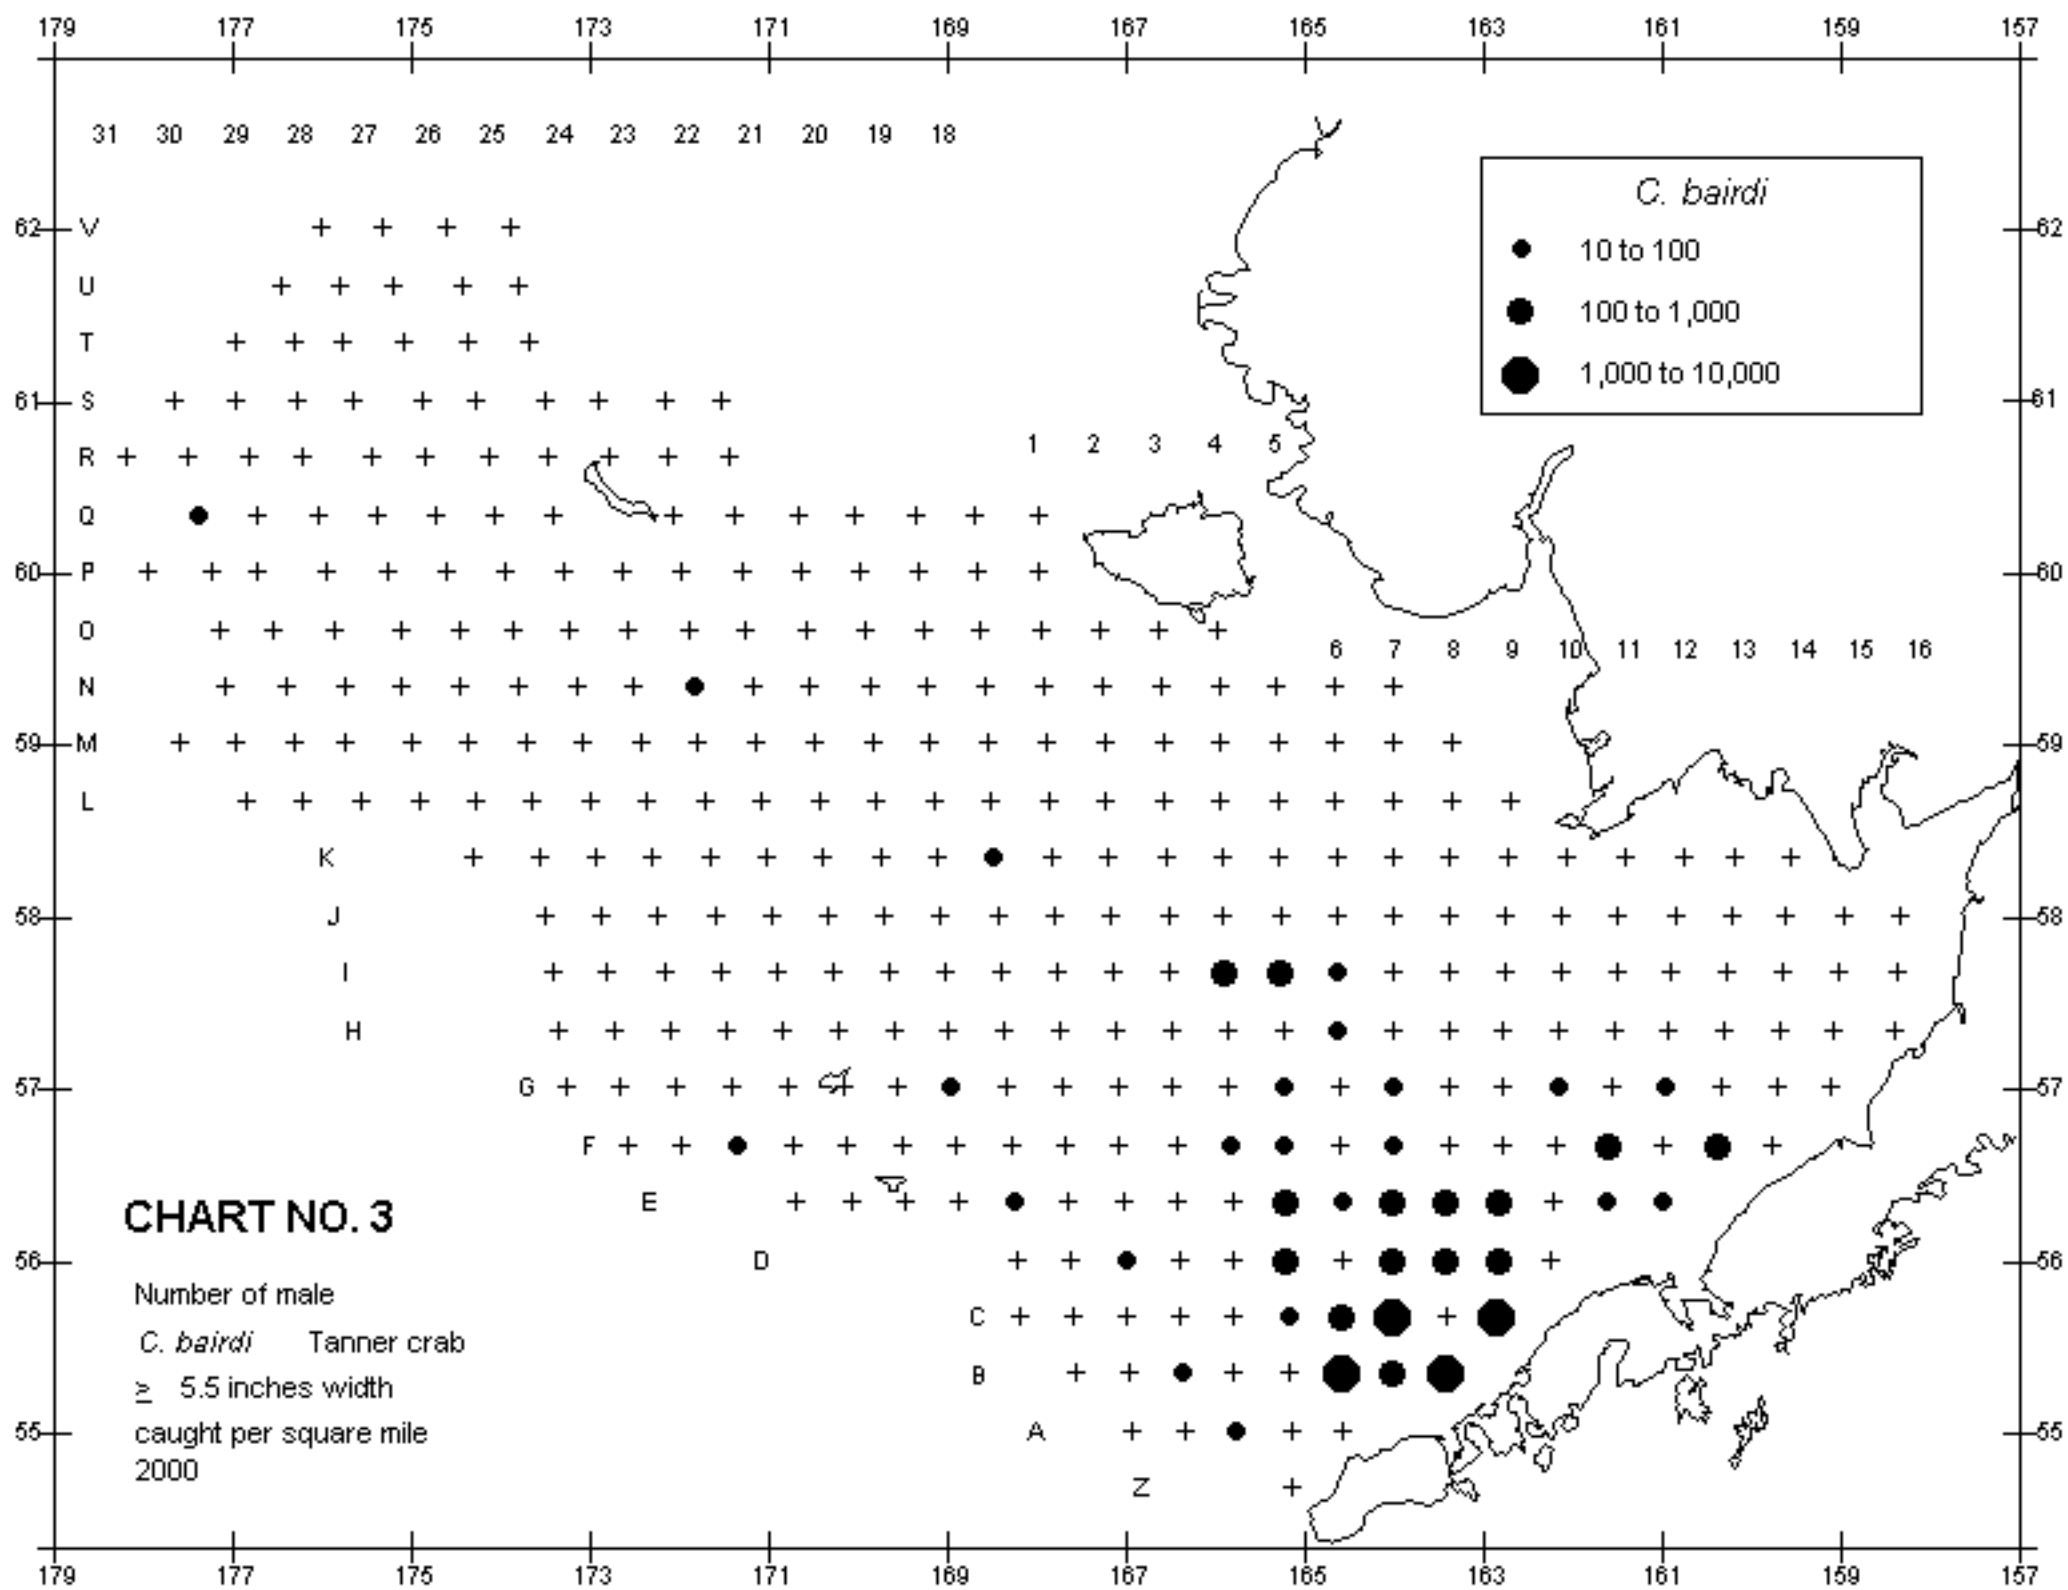 179 177 175 173 171 169 167 165 163 161 159 157
31 30 29 28 27 26 25 24 23 22 21 20 19 18
C. bairdi
62 V 62
10 to 100
U
100 to 1,000
T
1,000 to 10,000
61 S 61
1 2 3 4 5
R
Q
60 P 60
O
6 7 8 9 10 11 12 13 14 15 16
N
59 M 59
L
K
58 J 58
I
H
57 G 57
F
E
CHART NO. 3
56 D 56
Number of male
C
C. bairdi Tanner crab
B
≥ 5.5 inches width
55 A 55
caught per square mile
2000
Z
179 177 175 173 171 169 167 165 163 161 159 157